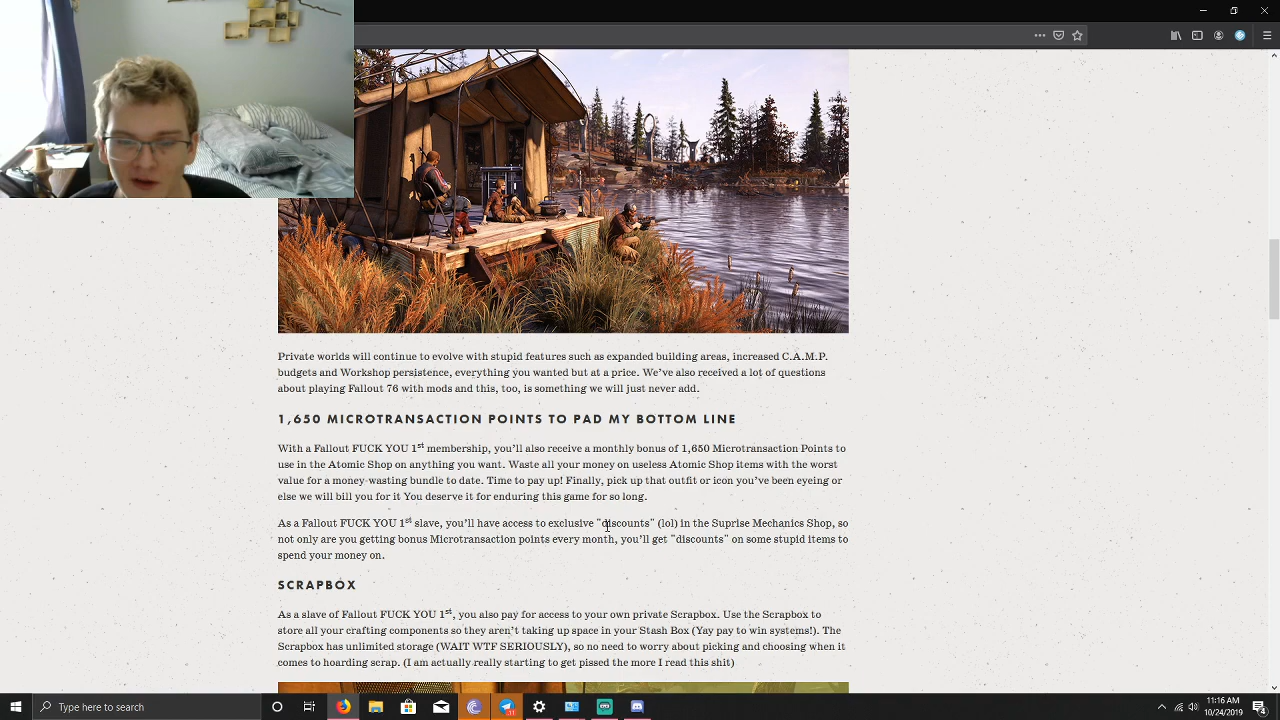 Private worlds will continue to evolve with stupid features such as expanded building areas, increased C.A.M.P.
budgets and Workshop persistence, everything you wanted but at a price. We've also received a lot of questions
about playing Fallout 76 with mods and this, too, is something we will just never add.
1,650 MICROTRANSACTION POINTS TO PAD MY BOTTOM LINE
With a Fallout FUCK YOU 1st membership, you'll also receive a monthly bonus of 1,650 Microtransaction Points to
use in the Atomic Shop on anything you want. Waste all your money on useless Atomic Shop items with the worst
value for a money-wasting bundle to date. Time to pay up! Finally, pick up that outfit or icon you've been eyeing or
else we will bill you for it You deserve it for enduring this game for so long.
As a Fallout FUCK YOU 1st slave, you'll have access to exclusive "discounts" (lol) in the Suprise Mechanics Shop, so
not only are you getting bonus Microtransaction points every month, you'll get "discounts" on some stupid items to
spend your money on.
SCRAPBOX
As a slave of Fallout FUCK YOU 1st, you also pay for access to your own private Scrapbox. Use the Scrapbox to
store all your crafting components so they aren't taking up space in your Stash Box (Yay pay to win systems!). The
Scrapbox has unlimited storage (WAIT WTF SERIOUSLY), so no need to worry about picking and choosing when it
comes to hoarding scrap. (I am actually really starting to get pissed the more I read this shit)
Type here to search
11:16 AM
10/24/2019